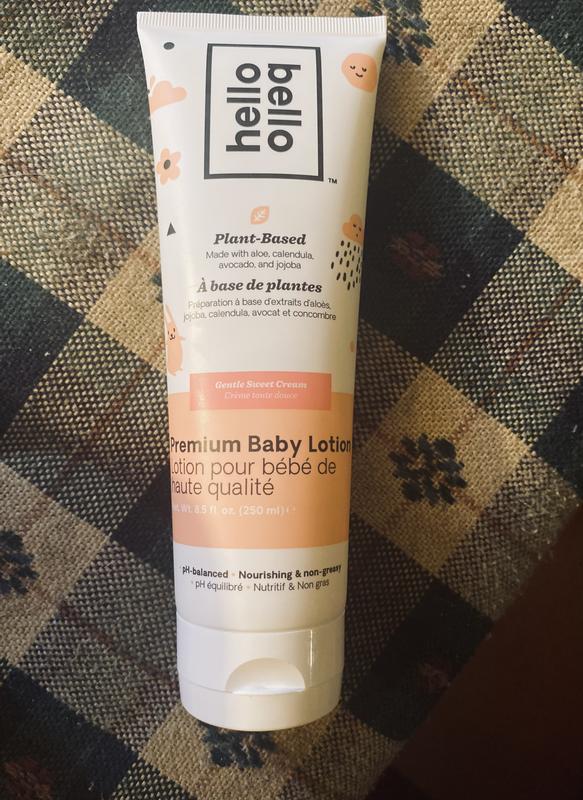 hello
bello
TM
Plant-Based
Made with aloe, calendula,
avocado, and jojoba
À base de plantes
Préparation à base d'extraits d'aloès,
jojoba, calendula, avocat et concombre
Gentle Sweet Cream
Crème toute douce
Premium Baby Lotion
Lotion pour bébé de
haute qualité
Wt. 8.5 fl. oz. (250 ml) e
pH-balanced • Nourishing & non-greasy
• pH équilibré • Nutritif & Non gras